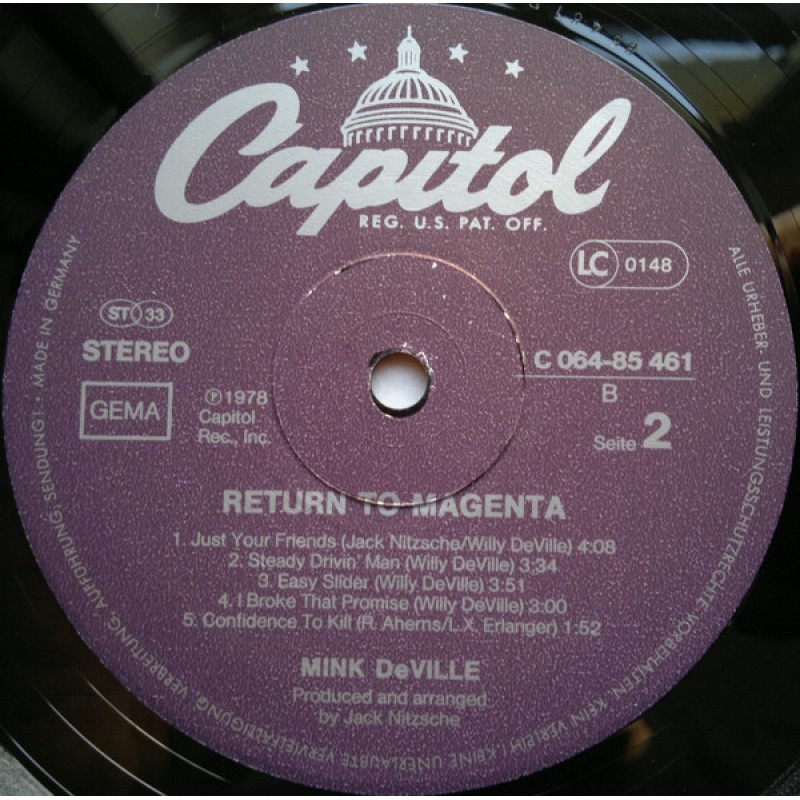 Capitol
REG. U.S. PAT. OFF.
LC 0148
ST 33
STEREO
GEMA
℗ 1978
Capitol
Rec., Inc.
C 064-85 461
B
Seite 2
RETURN TO MAGENTA
1. Just Your Friends (Jack Nitzsche/Willy DeVille) 4:08
2. Steady Drivin' Man (Willy DeVille) 3:34
3. Easy Slider (Willy DeVille) 3:51
4. I Broke That Promise (Willy DeVille) 3:00
5. Confidence To Kill (R. Aherns/L.X. Erlanger) 1:52
MINK DeVILLE
Produced and arranged
by Jack Nitzsche
ALLE URHEBER- UND LEISTUNGSSCHUTZRECHTE VORBEHALTEN. KEIN VERLEIH! KEINE UNERLAUBTE VERVIELFÄLTIGUNG, VERBREITUNG, AUFFÜHRUNG, SENDUNG! • MADE IN GERMANY